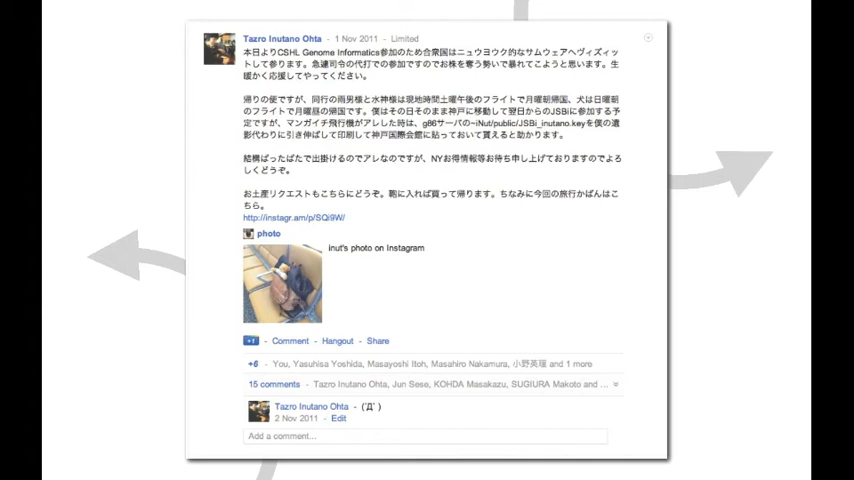 Tazro Inutano Ohta - 1 Nov 2011 - Limited
本日よりCSHL Genome Informatics参加のため合衆国はニュウヨウク的なサムウェアへヴィズィッ
トして参ります。急遽司令の代打での参加ですのでお株を奪う勢いで暴れてこようと思います。生
暖かく応援してやってください。
帰りの便ですが、同行の雨男様と水神様は現地時間土曜午後のフライトで月曜朝帰国、犬は日曜朝
のフライトで月曜昼の帰国です。僕はその日そのまま神戸に移動して翌日からのJSBiに参加する予
定ですが、マンガイチ飛行機がアレした時は、g86サーバの~iNut/public/JSBi_inutano.keyを僕の遺
影代わりに引き伸ばして印刷して神戸国際会館に貼っておいて貰えると助かります。
結構ばったばたで出掛けるのでアレなのですが、NYお得情報等お待ち申し上げておりますのでよろ
しくどうぞ。
お土産リクエストもこちらにどうぞ。鞄に入れば買って帰ります。ちなみに今回の旅行かばんはこ
ちら。
http://instagr.am/p/SQi9W/
photo
inut's photo on Instagram
+1 - Comment - Hangout - Share
+6 - You, Yasuhisa Yoshida, Masayoshi Itoh, Masahiro Nakamura, 小野英理 and 1 more
15 comments - Tazro Inutano Ohta, Jun Sese, KOHDA Masakazu, SUGIURA Makoto and ...
Tazro Inutano Ohta - (ﾟДﾟ)
2 Nov 2011 - Edit
Add a comment...